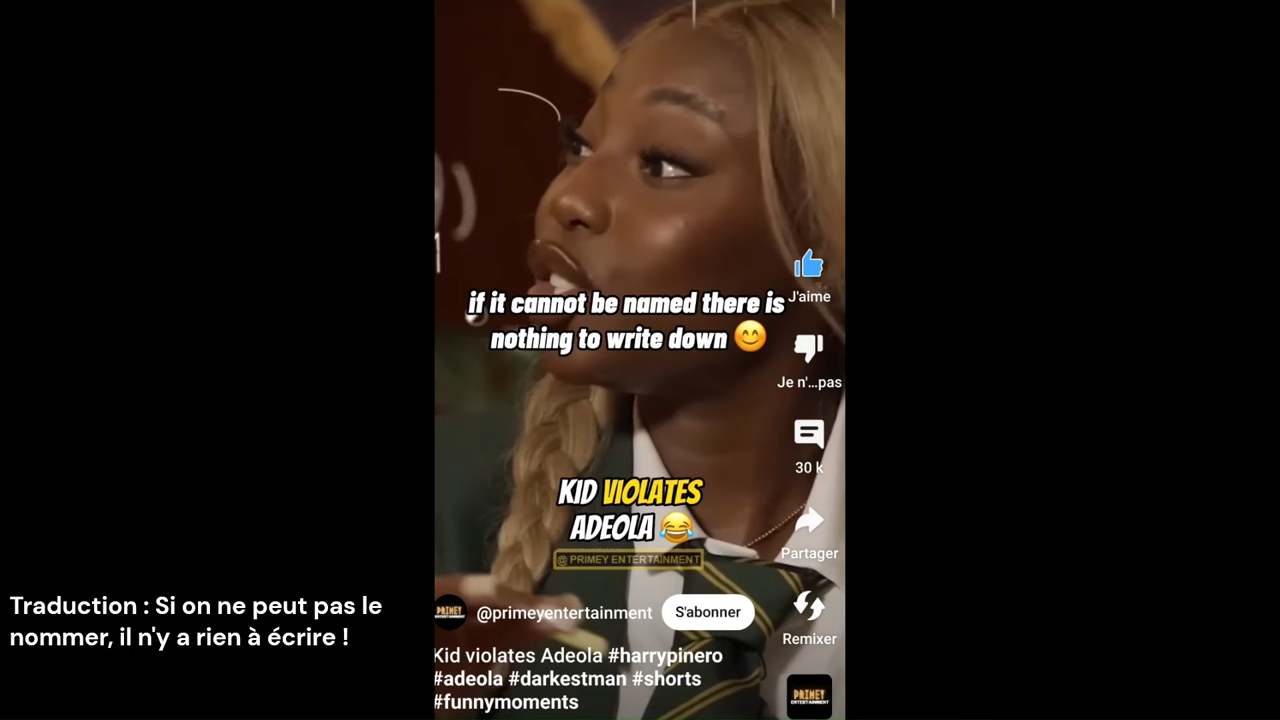 if it cannot be named there is
nothing to write down 😊
J'aime
Je n'...pas
30 k
Partager
Remixer
KID VIOLATES
ADEOLA 😂
@ PRIMEY ENTERTAINMENT
PRIMEY
ENTERTAINMENT
@primeyentertainment
S'abonner
Kid violates Adeola #harrypinero
#adeola #darkestman #shorts
#funnymoments
PRIMEY
ENTERTAINMENT
Traduction : Si on ne peut pas le
nommer, il n'y a rien à écrire !